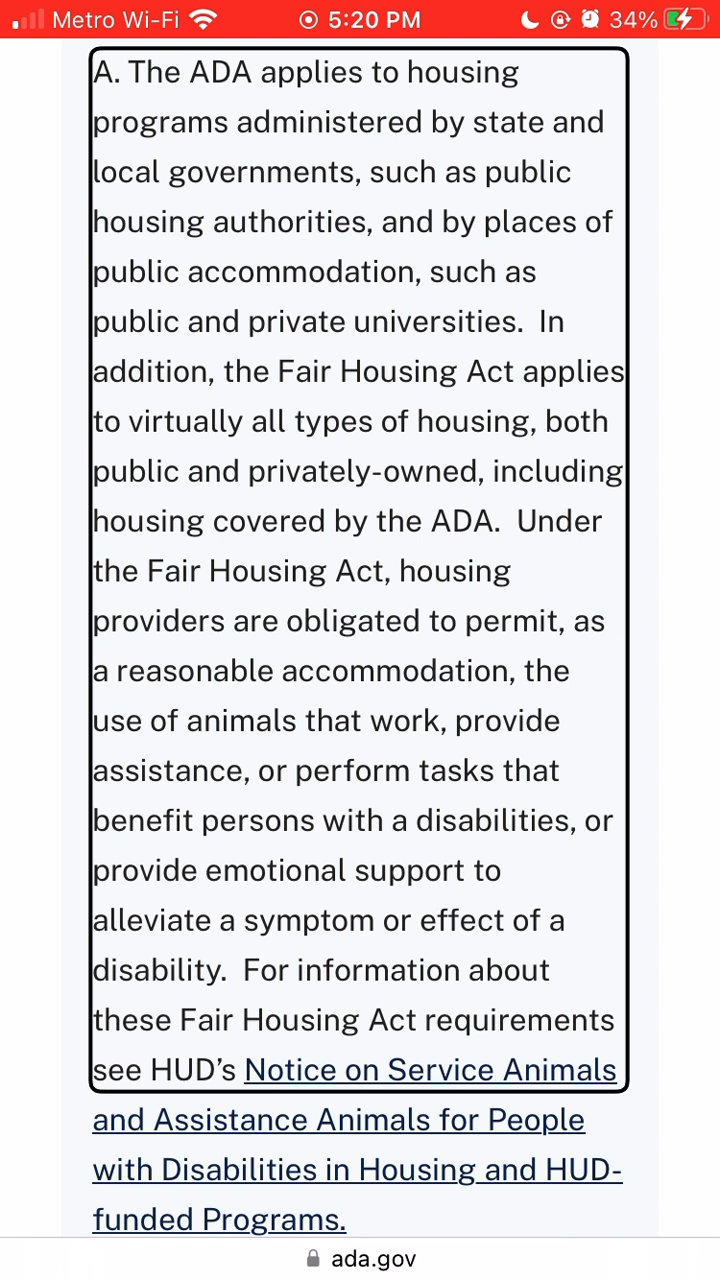 Metro Wi-Fi 5:20 PM 34%
A. The ADA applies to housing
programs administered by state and
local governments, such as public
housing authorities, and by places of
public accommodation, such as
public and private universities.  In
addition, the Fair Housing Act applies
to virtually all types of housing, both
public and privately-owned, including
housing covered by the ADA.  Under
the Fair Housing Act, housing
providers are obligated to permit, as
a reasonable accommodation, the
use of animals that work, provide
assistance, or perform tasks that
benefit persons with a disabilities, or
provide emotional support to
alleviate a symptom or effect of a
disability.  For information about
these Fair Housing Act requirements
see HUD’s Notice on Service Animals
and Assistance Animals for People
with Disabilities in Housing and HUD-
funded Programs.
ada.gov